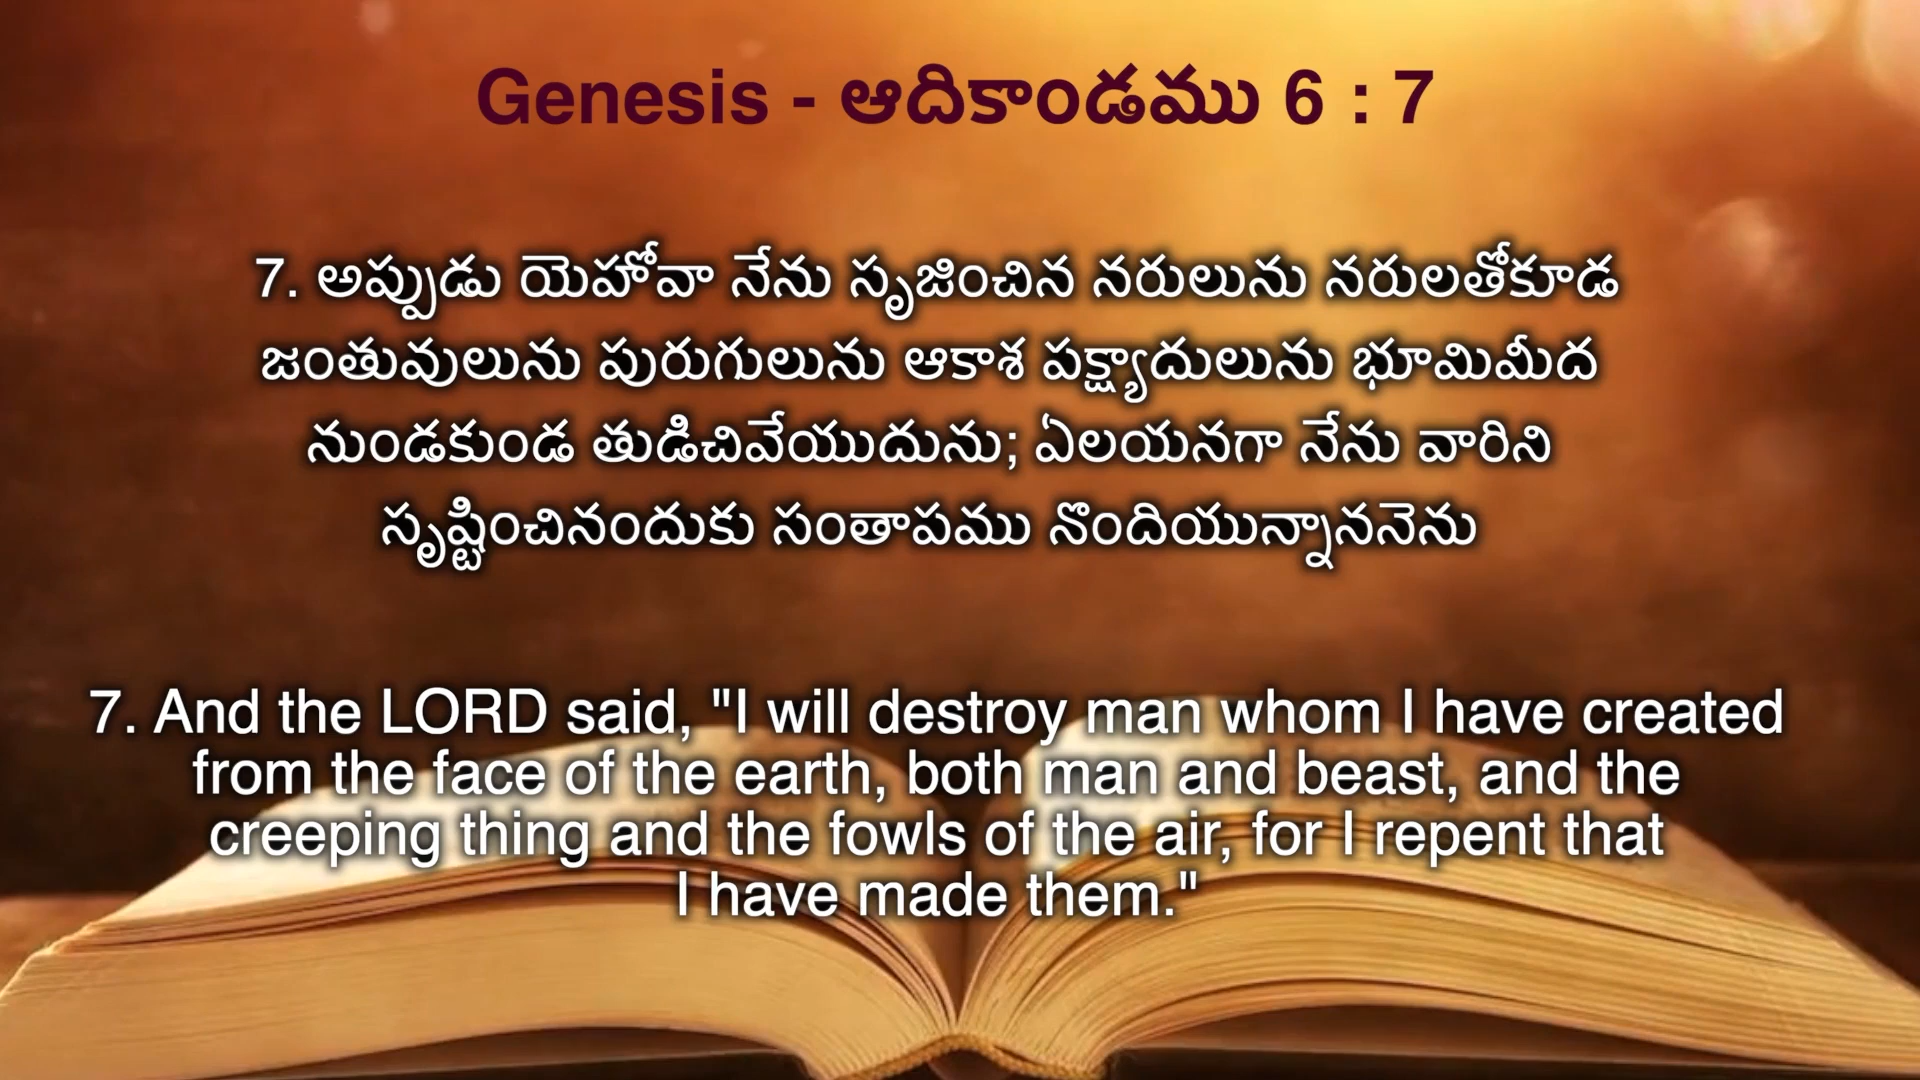 Genesis - ఆదికాండము 6 : 7
7. అప్పుడు యెహోవా నేను సృజించిన నరులును నరులతోకూడ
జంతువులును పురుగులును ఆకాశ పక్ష్యాదులును భూమిమీద
నుండకుండ తుడిచివేయుదును; ఏలయనగా నేను వారిని
సృష్టించినందుకు సంతాపము నొందియున్నాననెను
7. And the LORD said, "I will destroy man whom I have created
from the face of the earth, both man and beast, and the
creeping thing and the fowls of the air, for I repent that
I have made them."